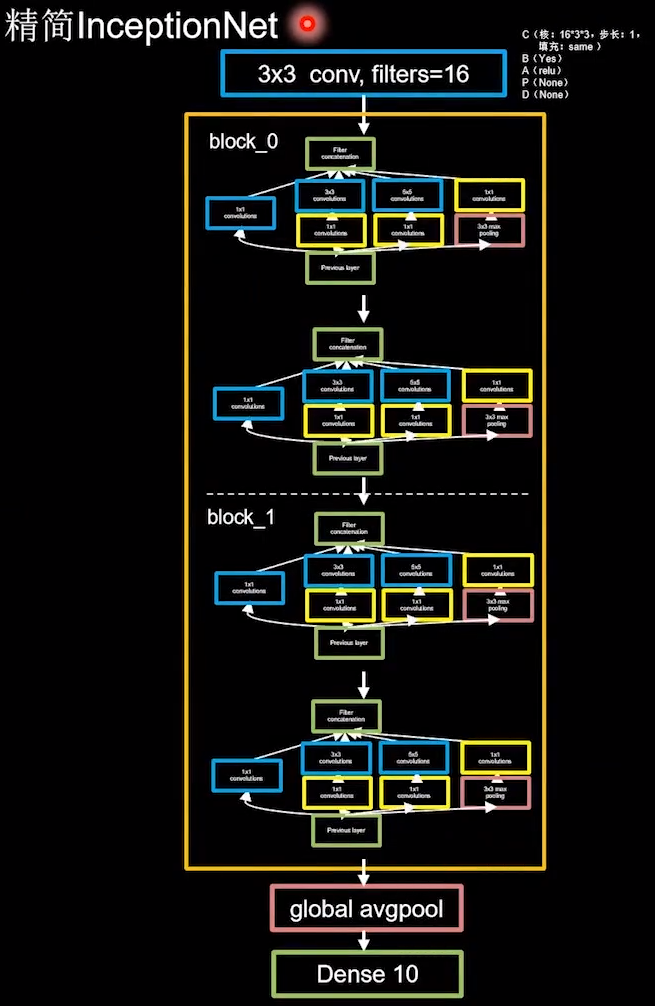 精简InceptionNet
C（核：16*3*3，步长：1，
填充：same ）
B（Yes）
A（relu）
P（None）
D（None）
3x3 conv, filters=16
block_0
Filter
concatenation
3x3
convolutions
5x5
convolutions
1x1
convolutions
1x1
convolutions
1x1
convolutions
1x1
convolutions
3x3 max
pooling
Previous layer
Filter
concatenation
3x3
convolutions
5x5
convolutions
1x1
convolutions
1x1
convolutions
1x1
convolutions
1x1
convolutions
3x3 max
pooling
Previous layer
block_1
Filter
concatenation
3x3
convolutions
5x5
convolutions
1x1
convolutions
1x1
convolutions
1x1
convolutions
1x1
convolutions
3x3 max
pooling
Previous layer
Filter
concatenation
3x3
convolutions
5x5
convolutions
1x1
convolutions
1x1
convolutions
1x1
convolutions
1x1
convolutions
3x3 max
pooling
Previous layer
global avgpool
Dense 10